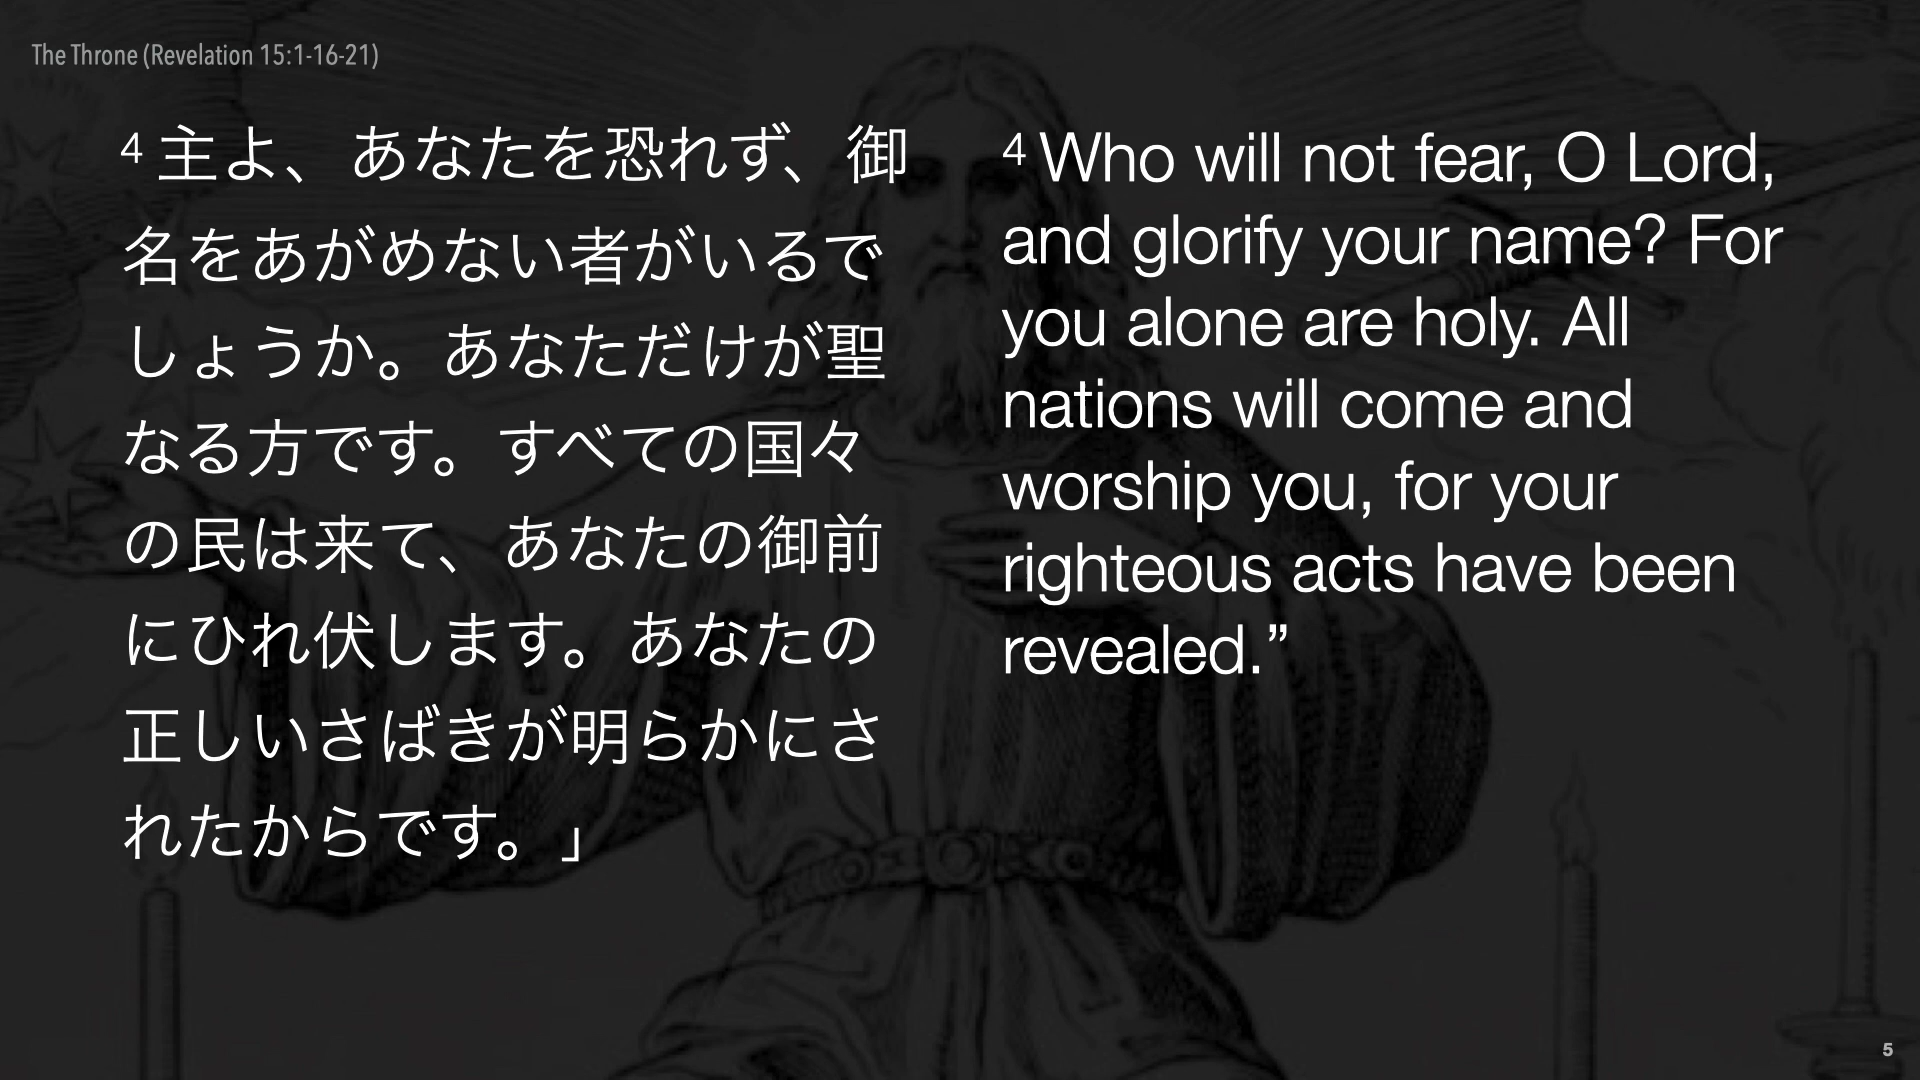 The Throne (Revelation 15:1-16-21)
4 主よ、あなたを恐れず、御
名をあがめない者がいるで
しょうか。あなただけが聖
なる方です。すべての国々
の民は来て、あなたの御前
にひれ伏します。あなたの
正しいさばきが明らかにさ
れたからです。」
4 Who will not fear, O Lord,
and glorify your name? For
you alone are holy. All
nations will come and
worship you, for your
righteous acts have been
revealed.”
5